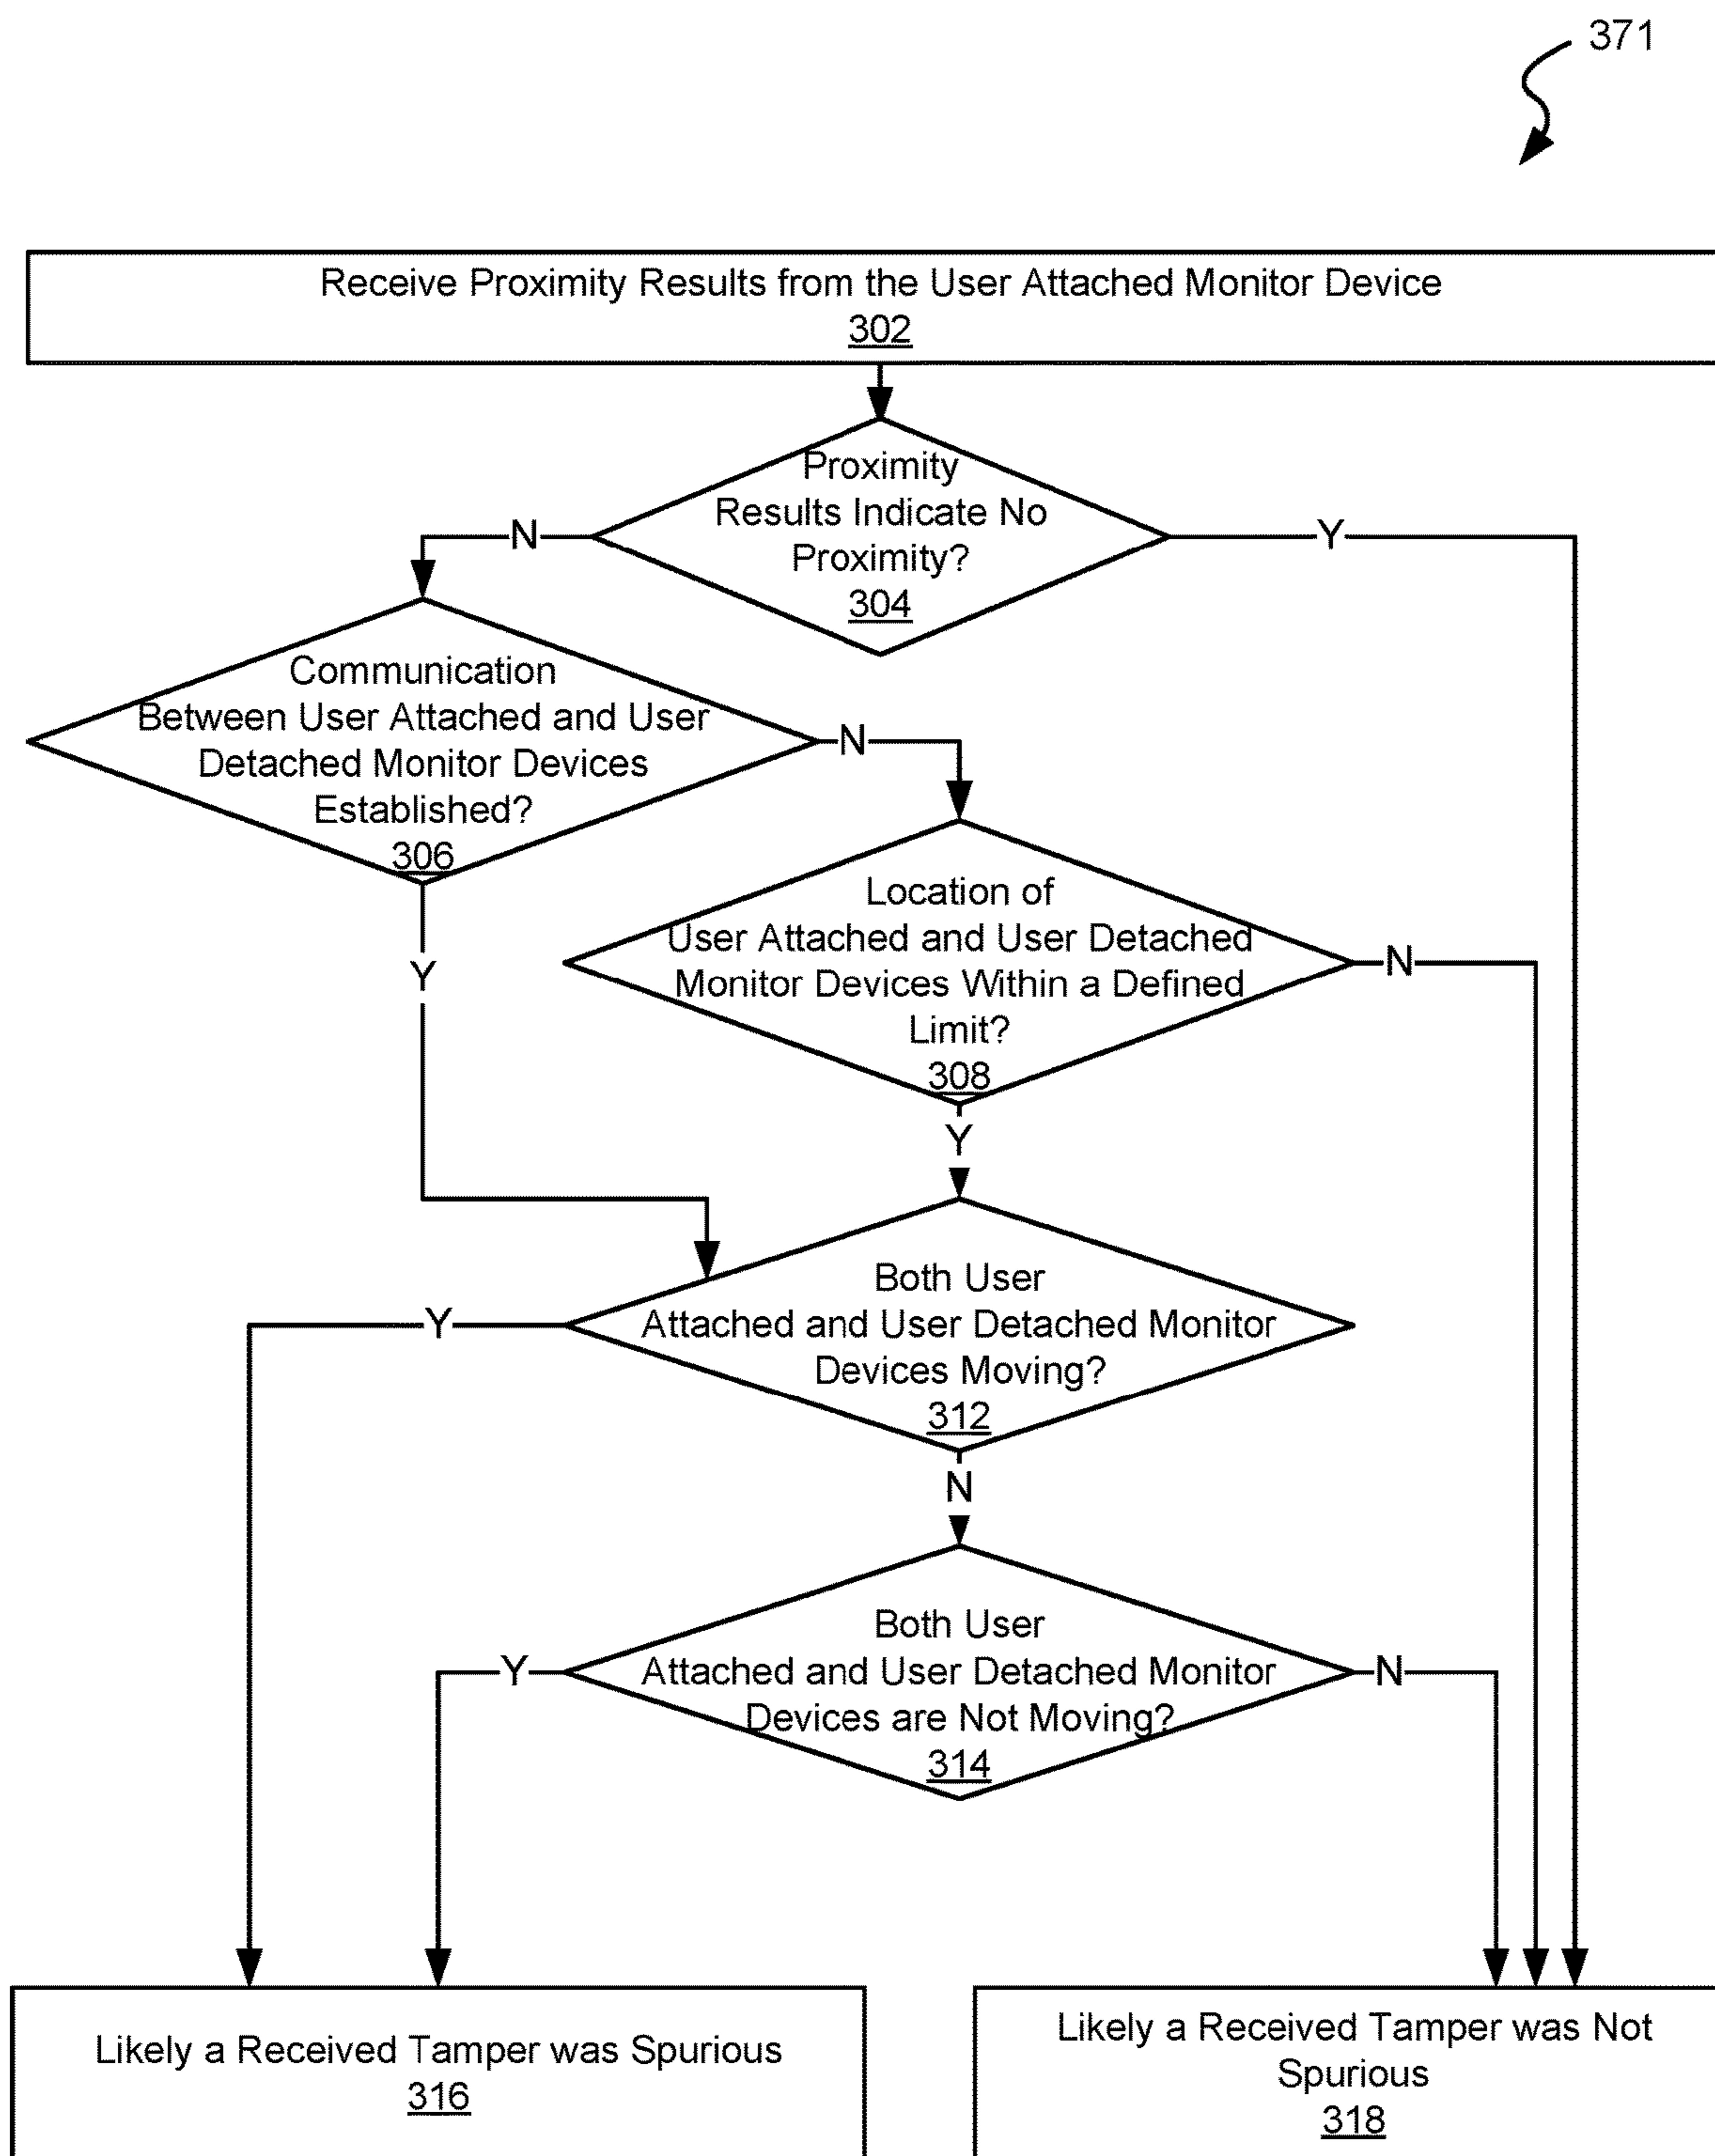 371
Receive Proximity Results from the User Attached Monitor Device
302
Proximity
Results Indicate No
Proximity?
304
N
Y
Communication
Between User Attached and User
Detached Monitor Devices
Established?
306
N
Y
Location of
User Attached and User Detached
Monitor Devices Within a Defined
Limit?
308
N
Y
Both User
Attached and User Detached Monitor
Devices Moving?
312
Y
N
Both User
Attached and User Detached Monitor
Devices are Not Moving?
314
Y
N
Likely a Received Tamper was Spurious
316
Likely a Received Tamper was Not
Spurious
318